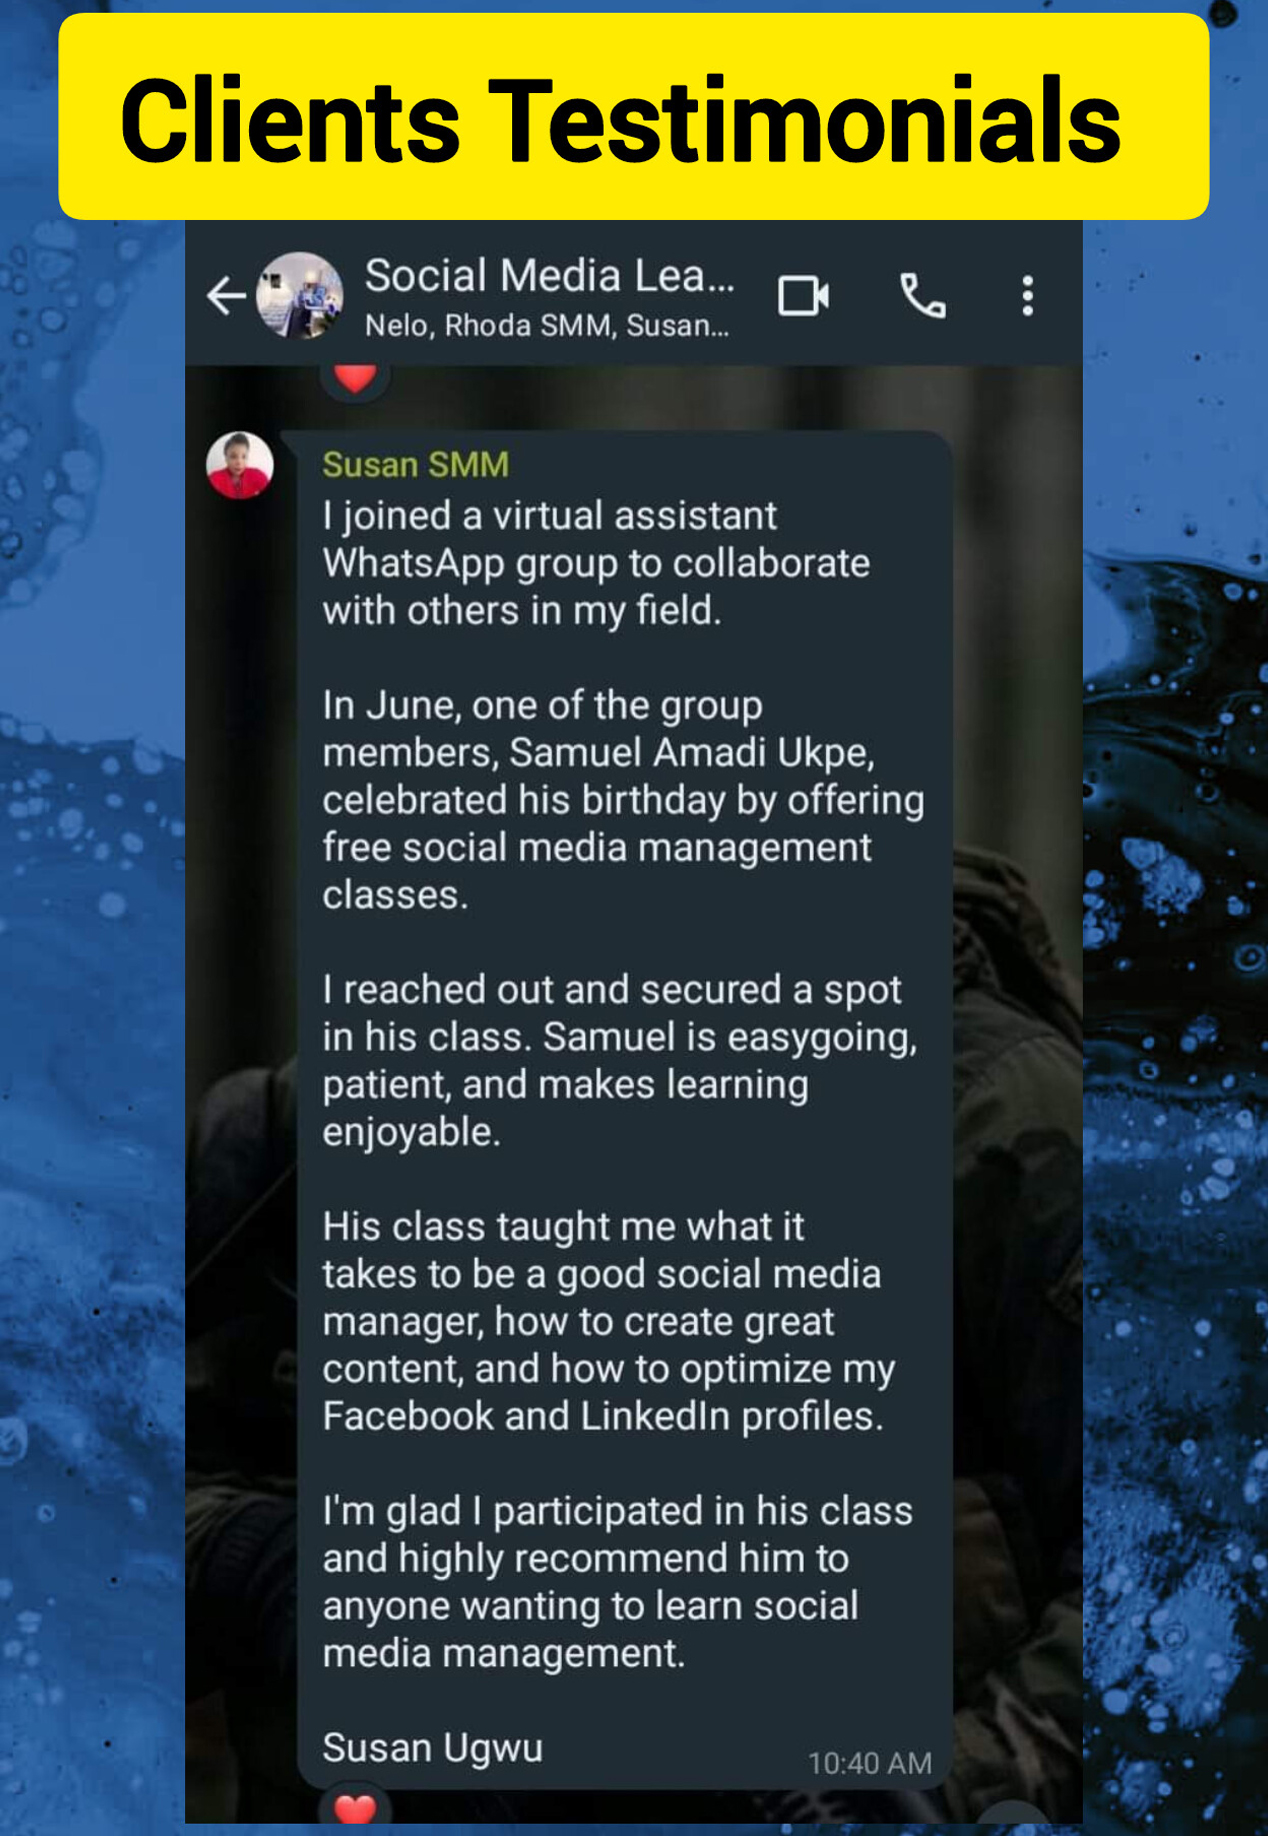 Clients Testimonials
Social Media Lea...
Nelo, Rhoda SMM, Susan...
Susan SMM
I joined a virtual assistant
WhatsApp group to collaborate
with others in my field.
In June, one of the group
members, Samuel Amadi Ukpe,
celebrated his birthday by offering
free social media management
classes.
I reached out and secured a spot
in his class. Samuel is easygoing,
patient, and makes learning
enjoyable.
His class taught me what it
takes to be a good social media
manager, how to create great
content, and how to optimize my
Facebook and LinkedIn profiles.
I'm glad I participated in his class
and highly recommend him to
anyone wanting to learn social
media management.
Susan Ugwu
10:40 AM